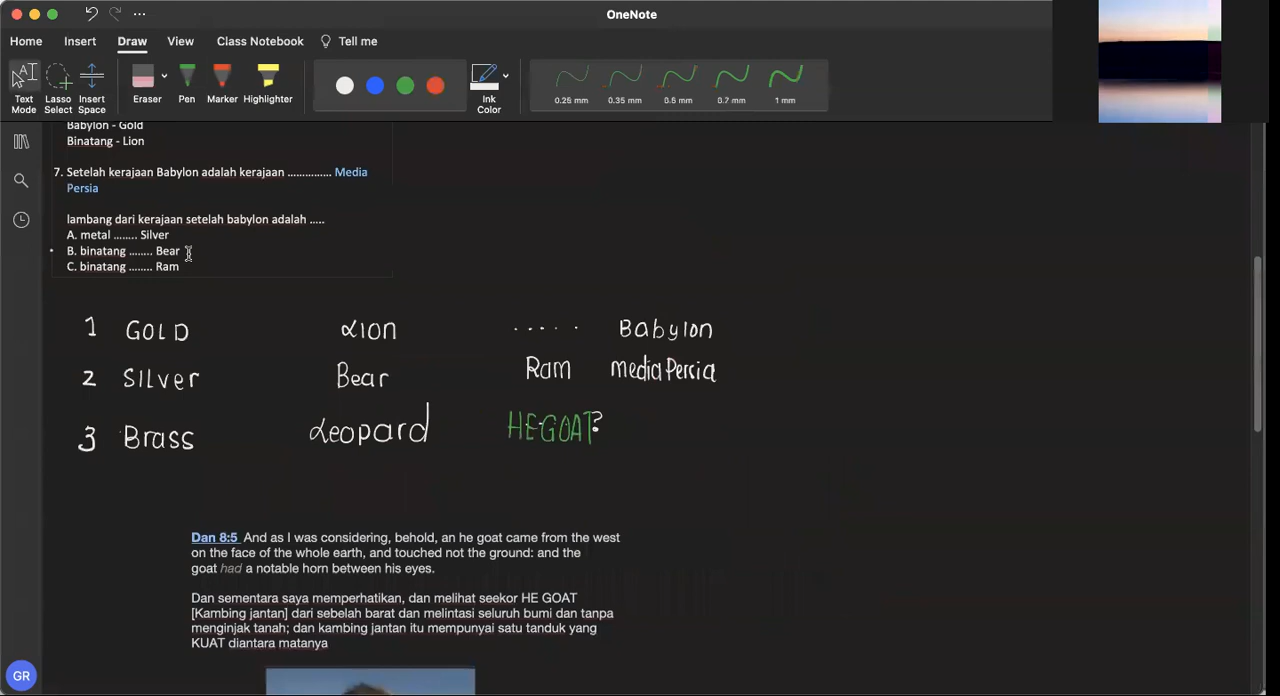 OneNote
Home Insert Draw View Class Notebook Tell me
Text Mode
Lasso Select
Insert Space
Eraser
Pen
Marker
Highlighter
Ink Color
0.25 mm 0.35 mm 0.5 mm 0.7 mm 1 mm
Babylon - Gold
Binatang - Lion
7. Setelah kerajaan Babylon adalah kerajaan .............. Media
Persia
lambang dari kerajaan setelah babylon adalah .....
A. metal ........ Silver
B. binatang ........ Bear
C. binatang ........ Ram
1 GOLD Lion ..... Babylon
2 SILver Bear Ram mediaPercia
3 Brass Leopard HEGOAT?
Dan 8:5 And as I was considering, behold, an he goat came from the west
on the face of the whole earth, and touched not the ground: and the
goat had a notable horn between his eyes.
Dan sementara saya memperhatikan, dan melihat seekor HE GOAT
[Kambing jantan] dari sebelah barat dan melintasi seluruh bumi dan tanpa
menginjak tanah; dan kambing jantan itu mempunyai satu tanduk yang
KUAT diantara matanya
GR